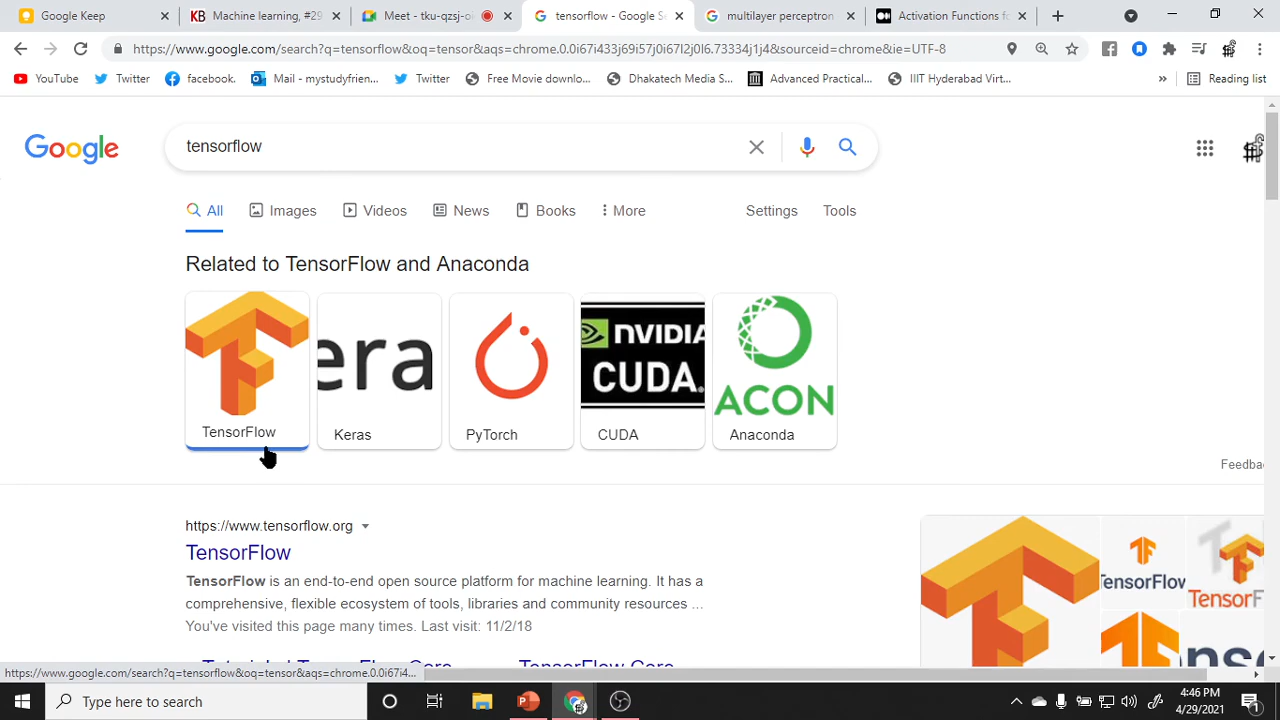 Google Keep
Machine learning, #29
Meet - tku-qzsj-o
tensorflow - Google Se
multilayer perceptron
Activation Functions fo
https://www.google.com/search?q=tensorflow&oq=tensor&aqs=chrome.0.0i67i433j69i57j0i67l2j0l6.73334j1j4&sourceid=chrome&ie=UTF-8
YouTube
Twitter
facebook.
Mail - mystudyfrien...
Twitter
Free Movie downlo...
Dhakatech Media S...
Advanced Practical...
IIIT Hyderabad Virt...
»
Reading list
Google
tensorflow
All
Images
Videos
News
Books
More
Settings
Tools
Related to TensorFlow and Anaconda
era
NVIDIA
CUDA.
ACON
TensorFlow
Keras
PyTorch
CUDA
Anaconda
Feedba
https://www.tensorflow.org
TensorFlow
TensorFlow is an end-to-end open source platform for machine learning. It has a
comprehensive, flexible ecosystem of tools, libraries and community resources ...
You've visited this page many times. Last visit: 11/2/18
TensorFlow
TensorF
https://www.google.com/search?q=tensorflow&oq=tensor&aqs=chrome.0.0i67i433j69i57j0i67l2j0l6....
Type here to search
4:46 PM
4/29/2021